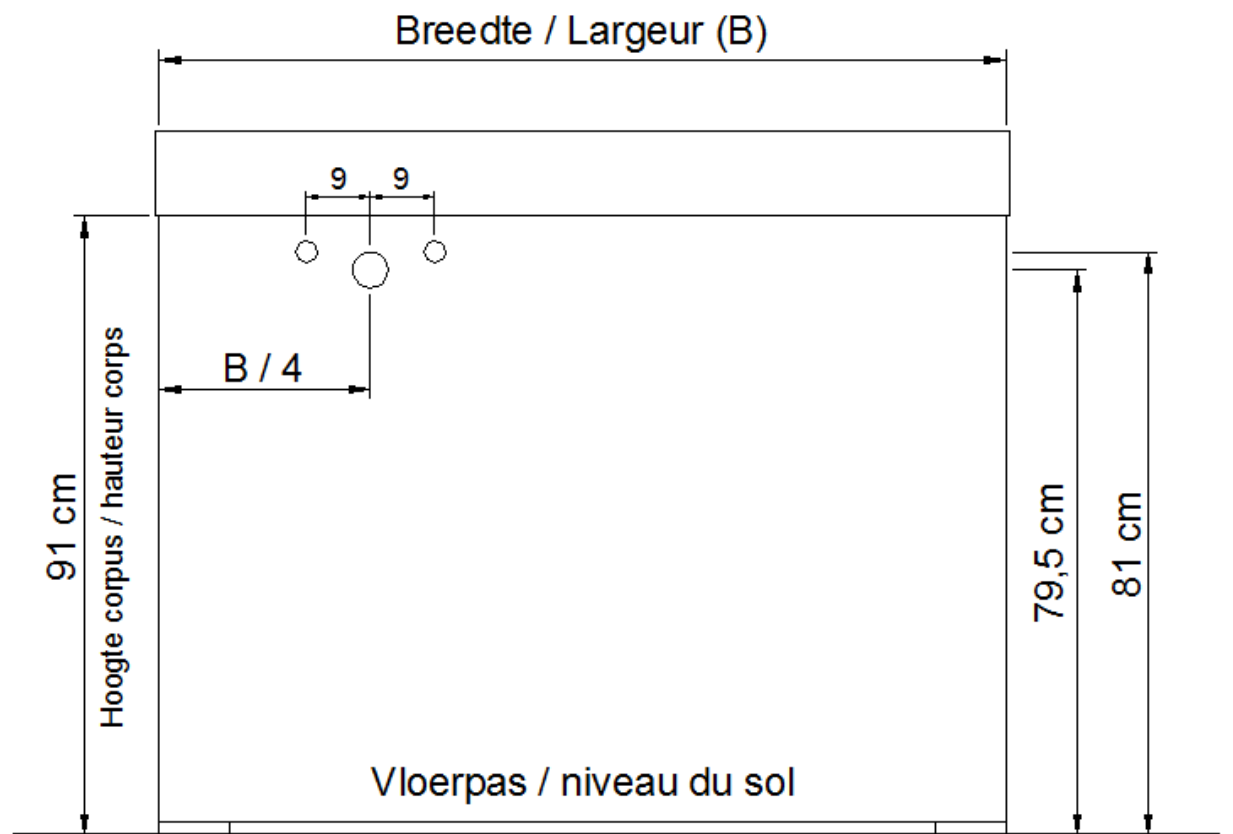 Breedte / Largeur (B)
9
9
B / 4
91 cm
Hoogte corpus / hauteur corps
79,5 cm
81 cm
Vloerpas / niveau du sol